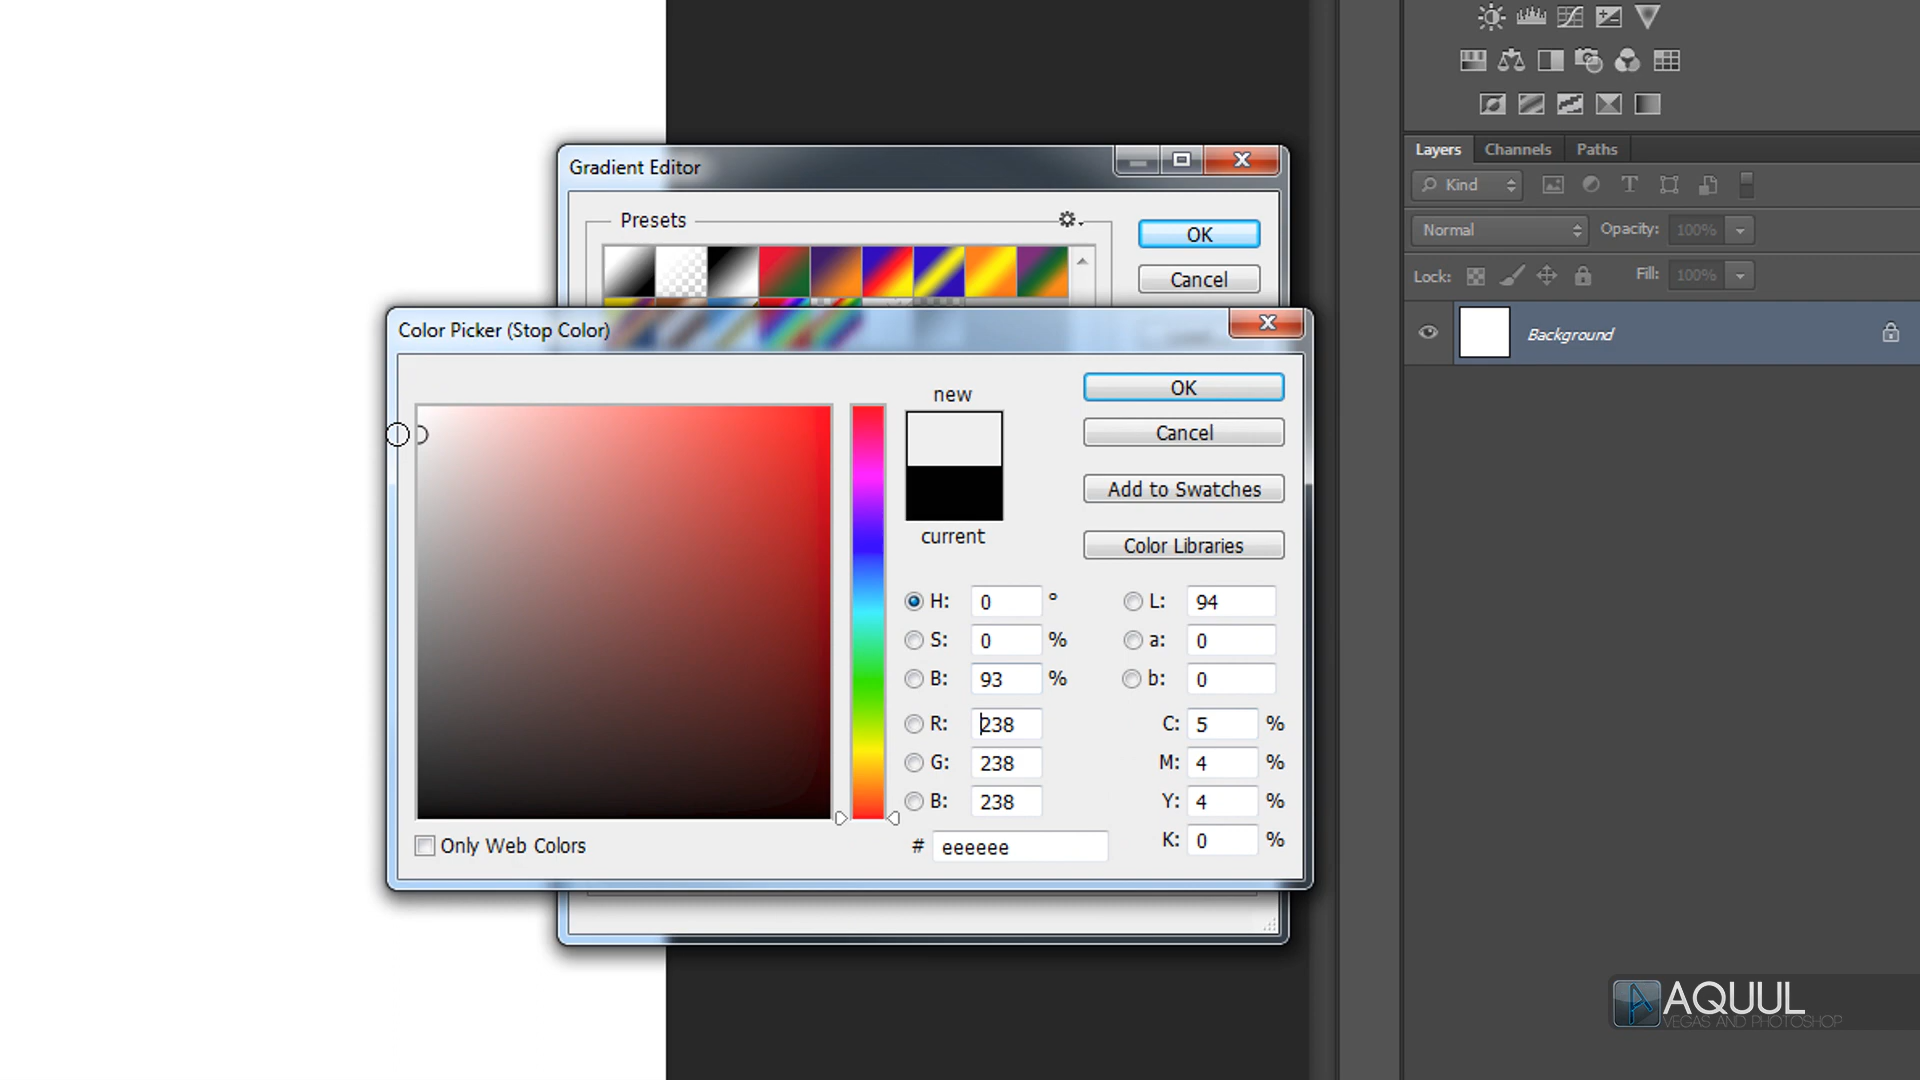 Gradient Editor
Presets
OK
Cancel
Color Picker (Stop Color)
new
current
OK
Cancel
Add to Swatches
Color Libraries
H: 0 °
S: 0 %
B: 93 %
R: 238
G: 238
B: 238
# eeeeee
L: 94
a: 0
b: 0
C: 5 %
M: 4 %
Y: 4 %
K: 0 %
Only Web Colors
Layers Channels Paths
Kind
Normal Opacity: 100%
Lock: Fill: 100%
Background
AQUUL
VEGAS AND PHOTOSHOP